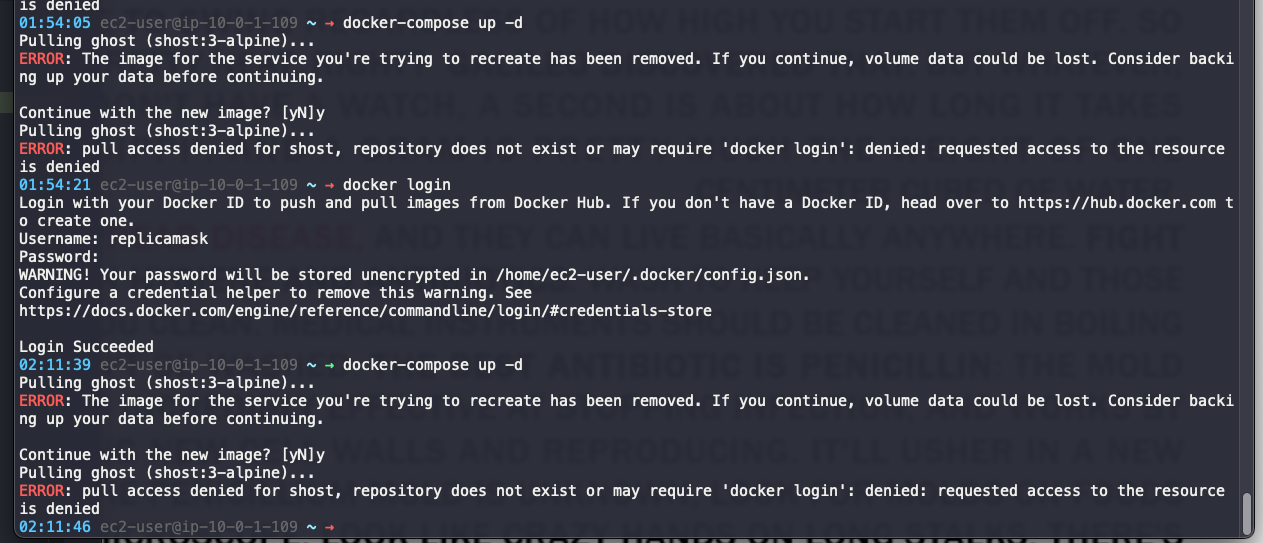 is denied
01:54:05 ec2-user@ip-10-0-1-109 ~ → docker-compose up -d
Pulling ghost (shost:3-alpine)...
ERROR: The image for the service you're trying to recreate has been removed. If you continue, volume data could be lost. Consider backi
ng up your data before continuing.
Continue with the new image? [yN]y
Pulling ghost (shost:3-alpine)...
ERROR: pull access denied for shost, repository does not exist or may require 'docker login': denied: requested access to the resource
is denied
01:54:21 ec2-user@ip-10-0-1-109 ~ → docker login
Login with your Docker ID to push and pull images from Docker Hub. If you don't have a Docker ID, head over to https://hub.docker.com t
o create one.
Username: replicamask
Password:
WARNING! Your password will be stored unencrypted in /home/ec2-user/.docker/config.json.
Configure a credential helper to remove this warning. See
https://docs.docker.com/engine/reference/commandline/login/#credentials-store
Login Succeeded
02:11:39 ec2-user@ip-10-0-1-109 ~ → docker-compose up -d
Pulling ghost (shost:3-alpine)...
ERROR: The image for the service you're trying to recreate has been removed. If you continue, volume data could be lost. Consider backi
ng up your data before continuing.
Continue with the new image? [yN]y
Pulling ghost (shost:3-alpine)...
ERROR: pull access denied for shost, repository does not exist or may require 'docker login': denied: requested access to the resource
is denied
02:11:46 ec2-user@ip-10-0-1-109 ~ →